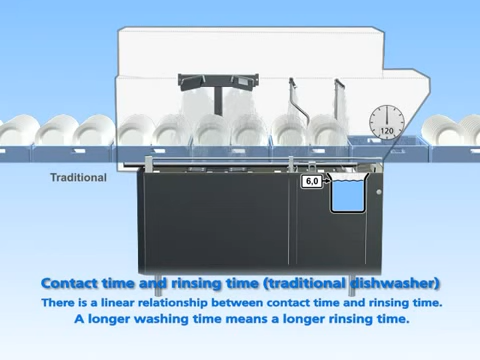 120
Traditional
6,0
Contact time and rinsing time (traditional dishwasher)
There is a linear relationship between contact time and rinsing time.
A longer washing time means a longer rinsing time.